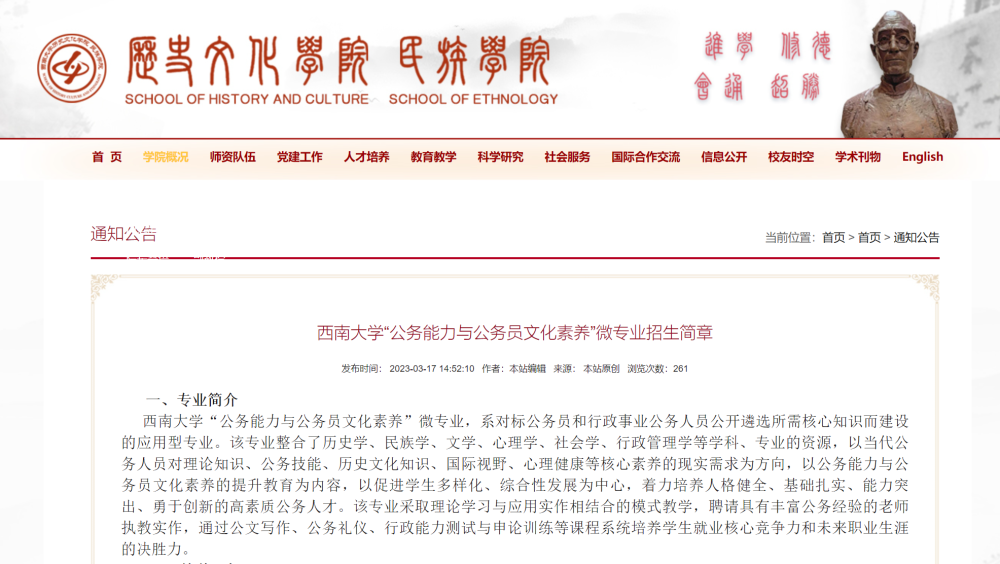 歷史文化學院 民族學院
SCHOOL OF HISTORY AND CULTURE SCHOOL OF ETHNOLOGY
進學 修德
會通 超勝
首 页 学院概况 师资队伍 党建工作 人才培养 教育教学 科学研究 社会服务 国际合作交流 信息公开 校友时空 学术刊物 English
通知公告
当前位置： 首页 > 首页 > 通知公告
西南大学“公务能力与公务员文化素养”微专业招生简章
发布时间： 2023-03-17 14:52:10 作者：本站编辑 来源： 本站原创 浏览次数：261
一、专业简介
西南大学“公务能力与公务员文化素养”微专业，系对标公务员和行政事业公务人员公开遴选所需核心知识而建设
的应用型专业。该专业整合了历史学、民族学、文学、心理学、社会学、行政管理学等学科、专业的资源，以当代公
务人员对理论知识、公务技能、历史文化知识、国际视野、心理健康等核心素养的现实需求为方向，以公务能力与公
务员文化素养的提升教育为内容，以促进学生多样化、综合性发展为中心，着力培养人格健全、基础扎实、能力突
出、勇于创新的高素质公务人才。该专业采取理论学习与应用实作相结合的模式教学，聘请具有丰富公务经验的老师
执教实作，通过公文写作、公务礼仪、行政能力测试与申论训练等课程系统培养学生就业核心竞争力和未来职业生涯
的决胜力。